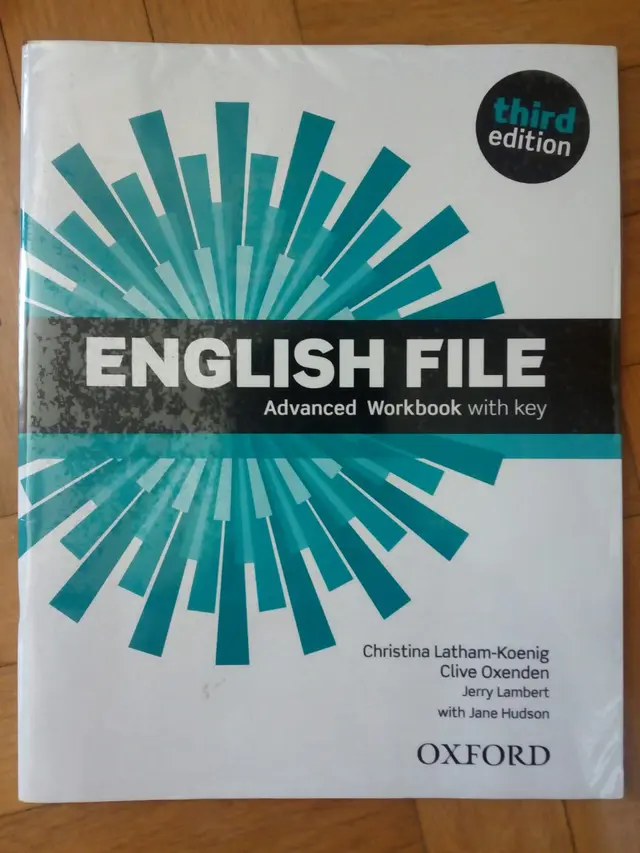 third
edition
ENGLISH FILE
Advanced Workbook with key
Christina Latham-Koenig
Clive Oxenden
Jerry Lambert
with Jane Hudson
OXFORD